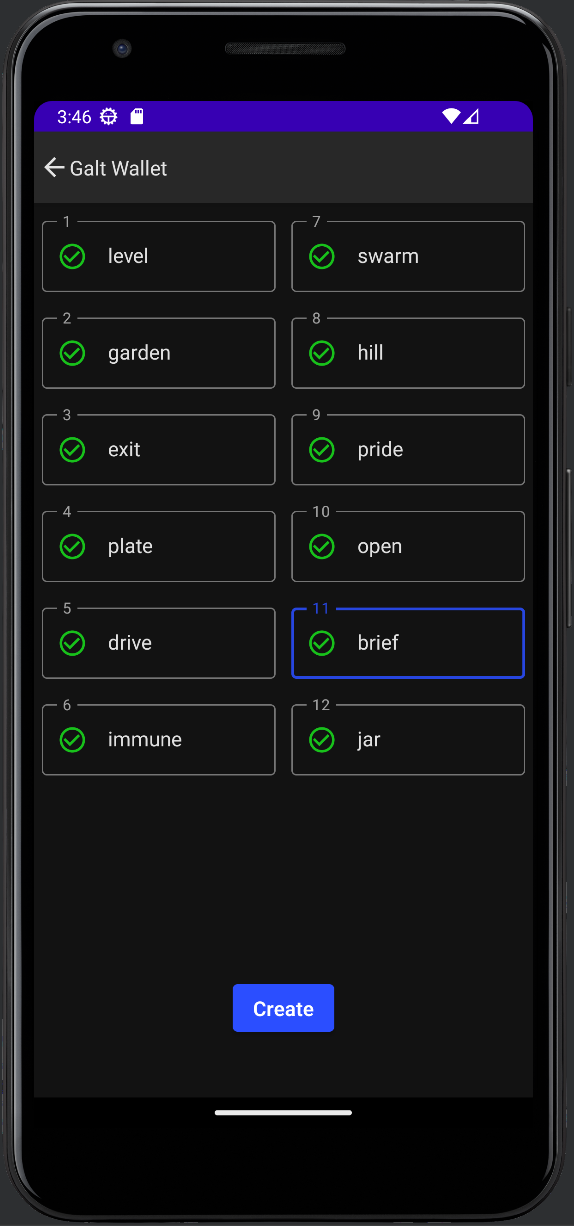 3:46
Galt Wallet
1
level
7
swarm
2
garden
8
hill
3
exit
9
pride
4
plate
10
open
5
drive
11
brief
6
immune
12
jar
Create